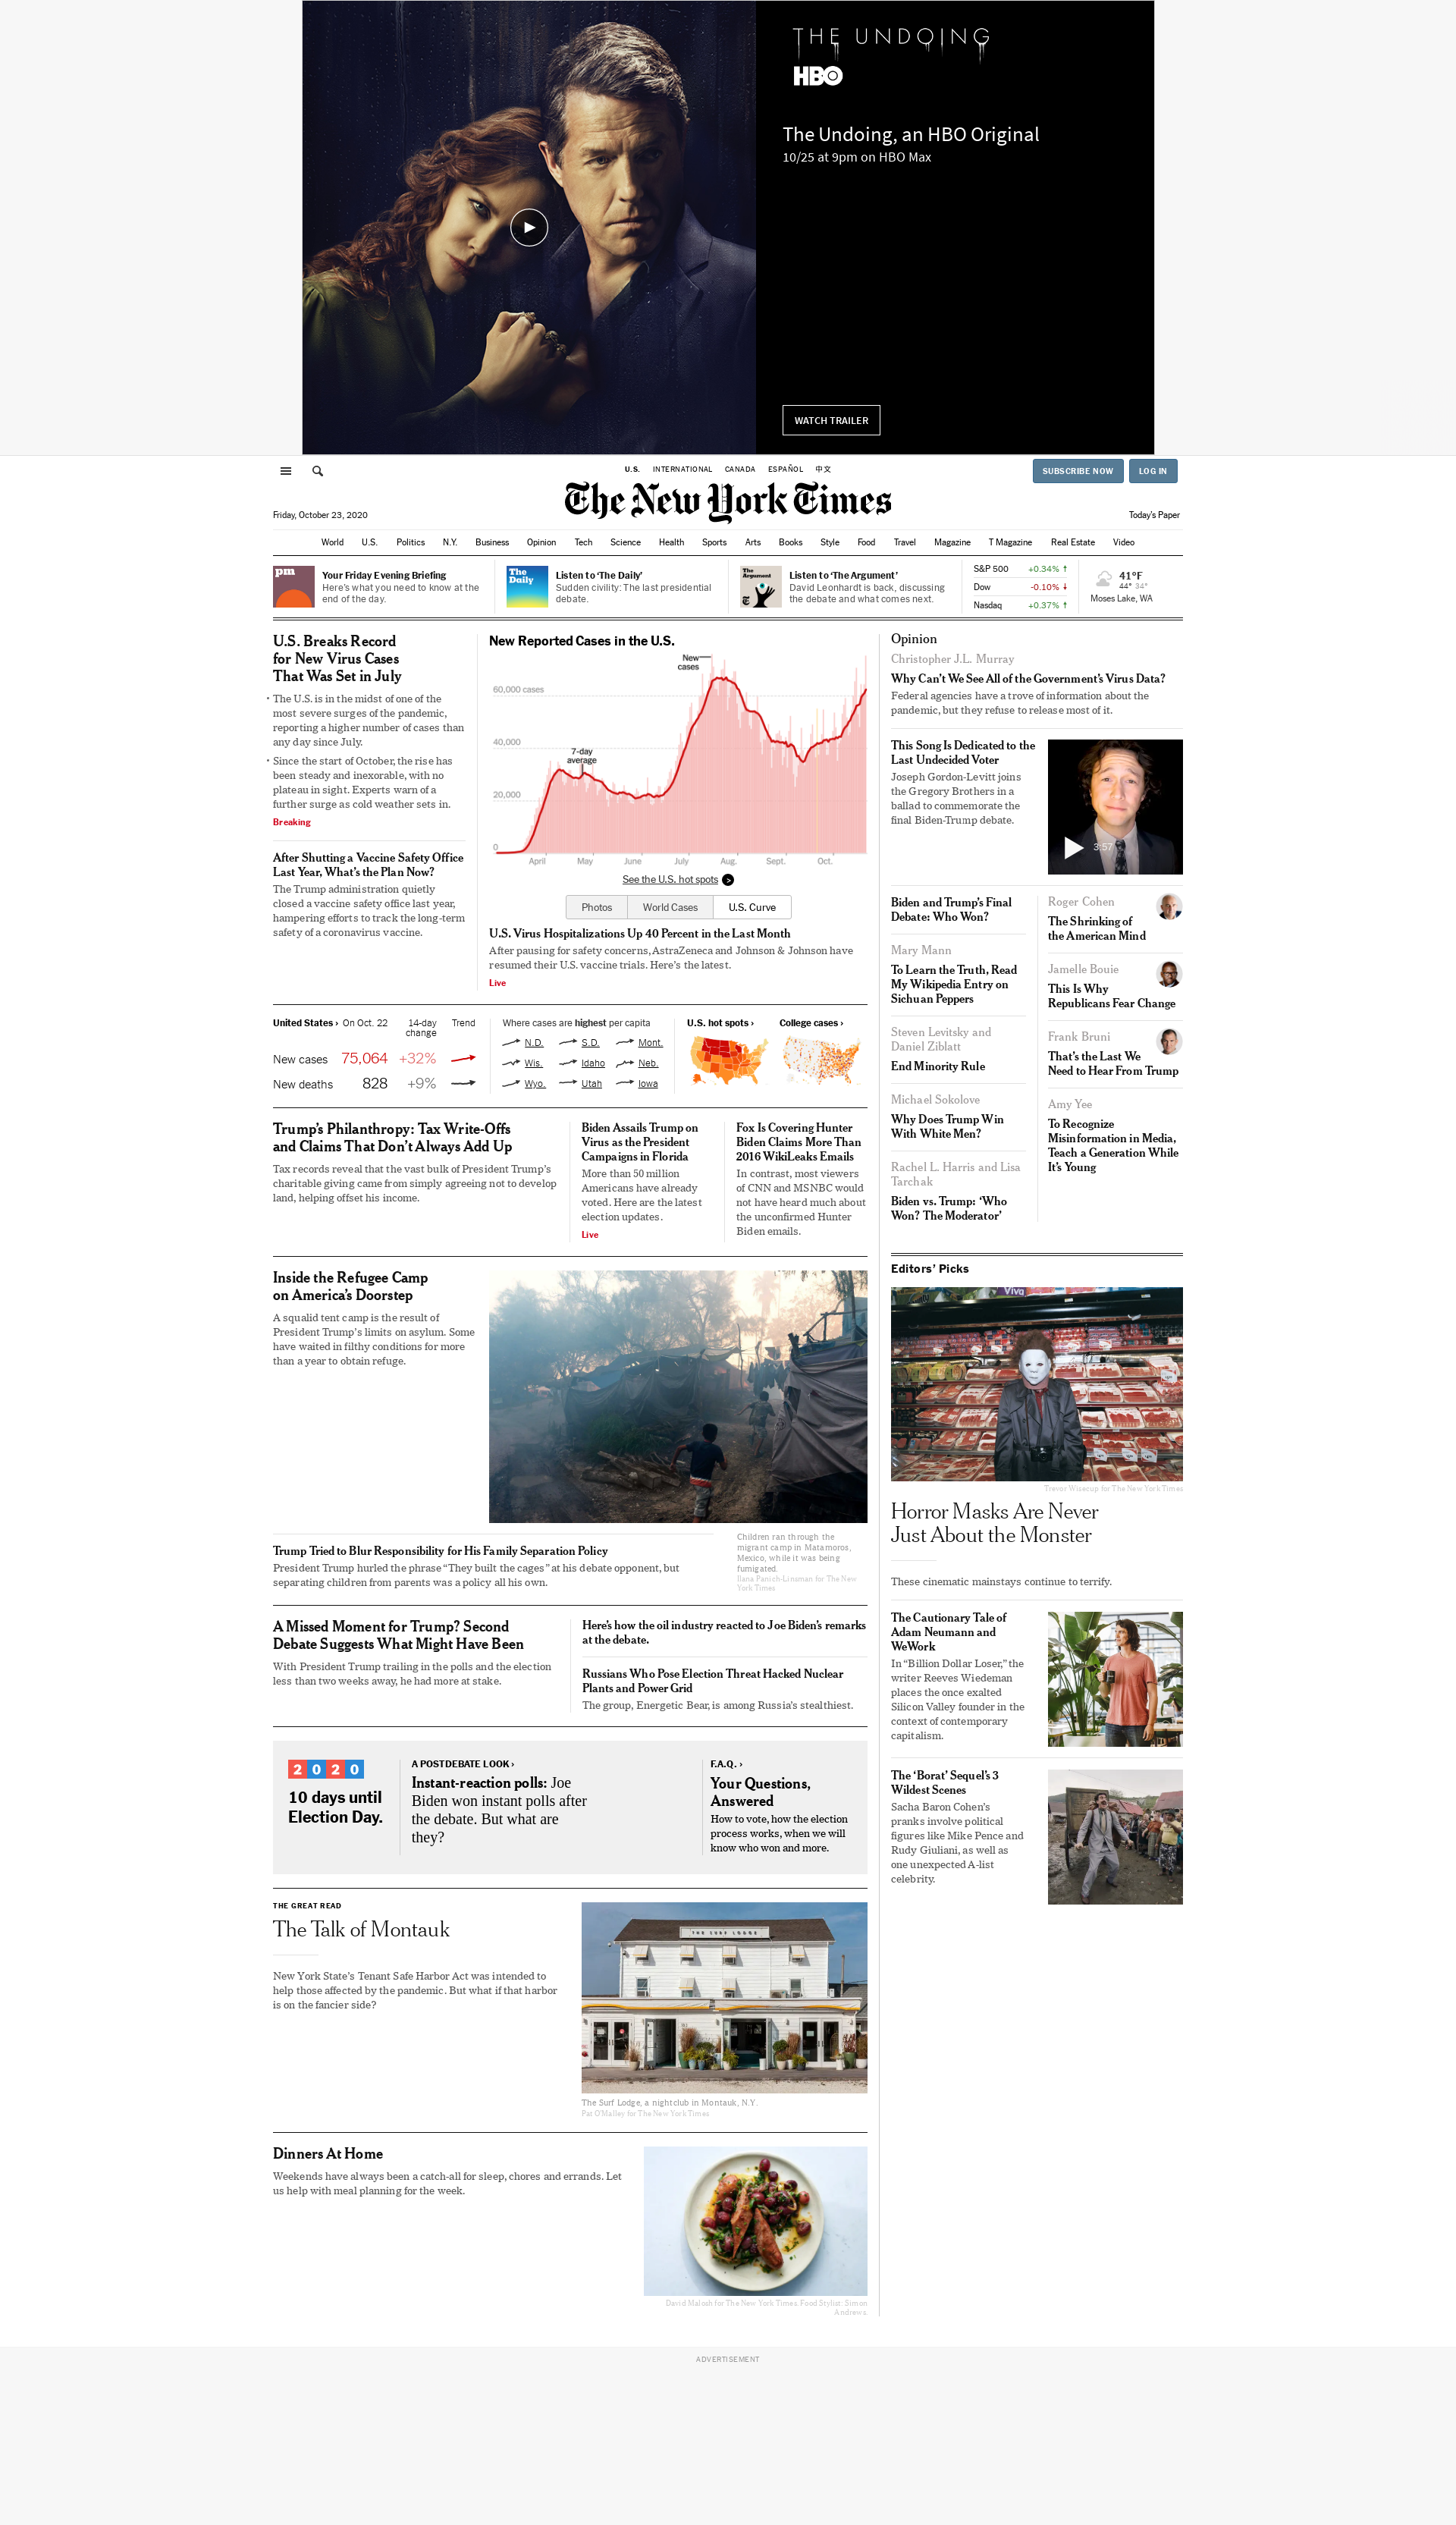 THE UNDOING
HBO
The Undoing, an HBO Original
10/25 at 9pm on HBO Max
WATCH TRAILER
U.S. INTERNATIONAL CANADA ESPAÑOL 中文
SUBSCRIBE NOW LOG IN
The New York Times
Friday, October 23, 2020
Today's Paper
World U.S. Politics N.Y. Business Opinion Tech Science Health Sports Arts Books Style Food Travel Magazine T Magazine Real Estate Video
pm
Your Friday Evening Briefing
Here's what you need to know at the
end of the day.
The
Daily
Listen to 'The Daily'
Sudden civility: The last presidential
debate.
The
Argument
Listen to 'The Argument'
David Leonhardt is back, discussing
the debate and what comes next.
S&P 500 +0.34% ↑
Dow -0.10% ↓
Nasdaq +0.37% ↑
41°F
44° 34°
Moses Lake, WA
U.S. Breaks Record
for New Virus Cases
That Was Set in July
• The U.S. is in the midst of one of the
most severe surges of the pandemic,
reporting a higher number of cases than
any day since July.
• Since the start of October, the rise has
been steady and inexorable, with no
plateau in sight. Experts warn of a
further surge as cold weather sets in.
Breaking
After Shutting a Vaccine Safety Office
Last Year, What's the Plan Now?
The Trump administration quietly
closed a vaccine safety office last year,
hampering efforts to track the long-term
safety of a coronavirus vaccine.
New Reported Cases in the U.S.
New
cases
60,000 cases
40,000
7-day
average
20,000
0
April May June July Aug. Sept. Oct.
See the U.S. hot spots >
Photos World Cases U.S. Curve
U.S. Virus Hospitalizations Up 40 Percent in the Last Month
After pausing for safety concerns, AstraZeneca and Johnson & Johnson have
resumed their U.S. vaccine trials. Here's the latest.
Live
United States › On Oct. 22 14-day
change Trend
New cases 75,064 +32%
New deaths 828 +9%
Where cases are highest per capita
N.D. S.D. Mont.
Wis. Idaho Neb.
Wyo. Utah Iowa
U.S. hot spots › College cases ›
Trump's Philanthropy: Tax Write-Offs
and Claims That Don't Always Add Up
Tax records reveal that the vast bulk of President Trump's
charitable giving came from simply agreeing not to develop
land, helping offset his income.
Biden Assails Trump on
Virus as the President
Campaigns in Florida
More than 50 million
Americans have already
voted. Here are the latest
election updates.
Live
Fox Is Covering Hunter
Biden Claims More Than
2016 WikiLeaks Emails
In contrast, most viewers
of CNN and MSNBC would
not have heard much about
the unconfirmed Hunter
Biden emails.
Inside the Refugee Camp
on America's Doorstep
A squalid tent camp is the result of
President Trump's limits on asylum. Some
have waited in filthy conditions for more
than a year to obtain refuge.
Children ran through the
migrant camp in Matamoros,
Mexico, while it was being
fumigated.
Ilana Panich-Linsman for The New
York Times
Trump Tried to Blur Responsibility for His Family Separation Policy
President Trump hurled the phrase "They built the cages" at his debate opponent, but
separating children from parents was a policy all his own.
A Missed Moment for Trump? Second
Debate Suggests What Might Have Been
With President Trump trailing in the polls and the election
less than two weeks away, he had more at stake.
Here's how the oil industry reacted to Joe Biden's remarks
at the debate.
Russians Who Pose Election Threat Hacked Nuclear
Plants and Power Grid
The group, Energetic Bear, is among Russia's stealthiest.
2020
10 days until
Election Day.
A POSTDEBATE LOOK ›
Instant-reaction polls: Joe
Biden won instant polls after
the debate. But what are
they?
F.A.Q. ›
Your Questions,
Answered
How to vote, how the election
process works, when we will
know who won and more.
THE GREAT READ
The Talk of Montauk
New York State's Tenant Safe Harbor Act was intended to
help those affected by the pandemic. But what if that harbor
is on the fancier side?
THE SURF LODGE
The Surf Lodge, a nightclub in Montauk, N.Y.
Pat O'Malley for The New York Times
Dinners At Home
Weekends have always been a catch-all for sleep, chores and errands. Let
us help with meal planning for the week.
David Malosh for The New York Times. Food Stylist: Simon
Andrews.
Opinion
Christopher J.L. Murray
Why Can't We See All of the Government's Virus Data?
Federal agencies have a trove of information about the
pandemic, but they refuse to release most of it.
This Song Is Dedicated to the
Last Undecided Voter
Joseph Gordon-Levitt joins
the Gregory Brothers in a
ballad to commemorate the
final Biden-Trump debate.
3:57
Biden and Trump's Final
Debate: Who Won?
Mary Mann
To Learn the Truth, Read
My Wikipedia Entry on
Sichuan Peppers
Steven Levitsky and
Daniel Ziblatt
End Minority Rule
Michael Sokolove
Why Does Trump Win
With White Men?
Rachel L. Harris and Lisa
Tarchak
Biden vs. Trump: 'Who
Won? The Moderator'
Roger Cohen
The Shrinking of
the American Mind
Jamelle Bouie
This Is Why
Republicans Fear Change
Frank Bruni
That's the Last We
Need to Hear From Trump
Amy Yee
To Recognize
Misinformation in Media,
Teach a Generation While
It's Young
Editors' Picks
Viva
Trevor Wisecup for The New York Times
Horror Masks Are Never
Just About the Monster
These cinematic mainstays continue to terrify.
The Cautionary Tale of
Adam Neumann and
WeWork
In "Billion Dollar Loser," the
writer Reeves Wiedeman
places the once exalted
Silicon Valley founder in the
context of contemporary
capitalism.
The 'Borat' Sequel's 3
Wildest Scenes
Sacha Baron Cohen's
pranks involve political
figures like Mike Pence and
Rudy Giuliani, as well as
one unexpected A-list
celebrity.
ADVERTISEMENT